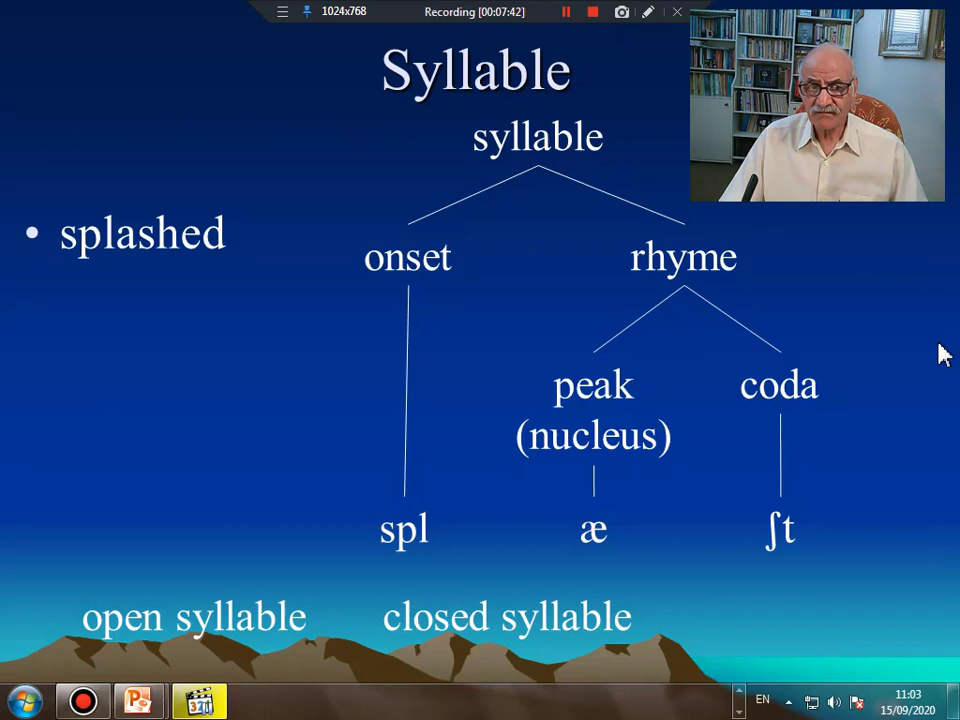 1024x768
Recording [00:07:42]
Syllable
syllable
• splashed
onset
rhyme
peak
(nucleus)
coda
spl
æ
ʃt
open syllable
closed syllable
321
EN
11:03
15/09/2020